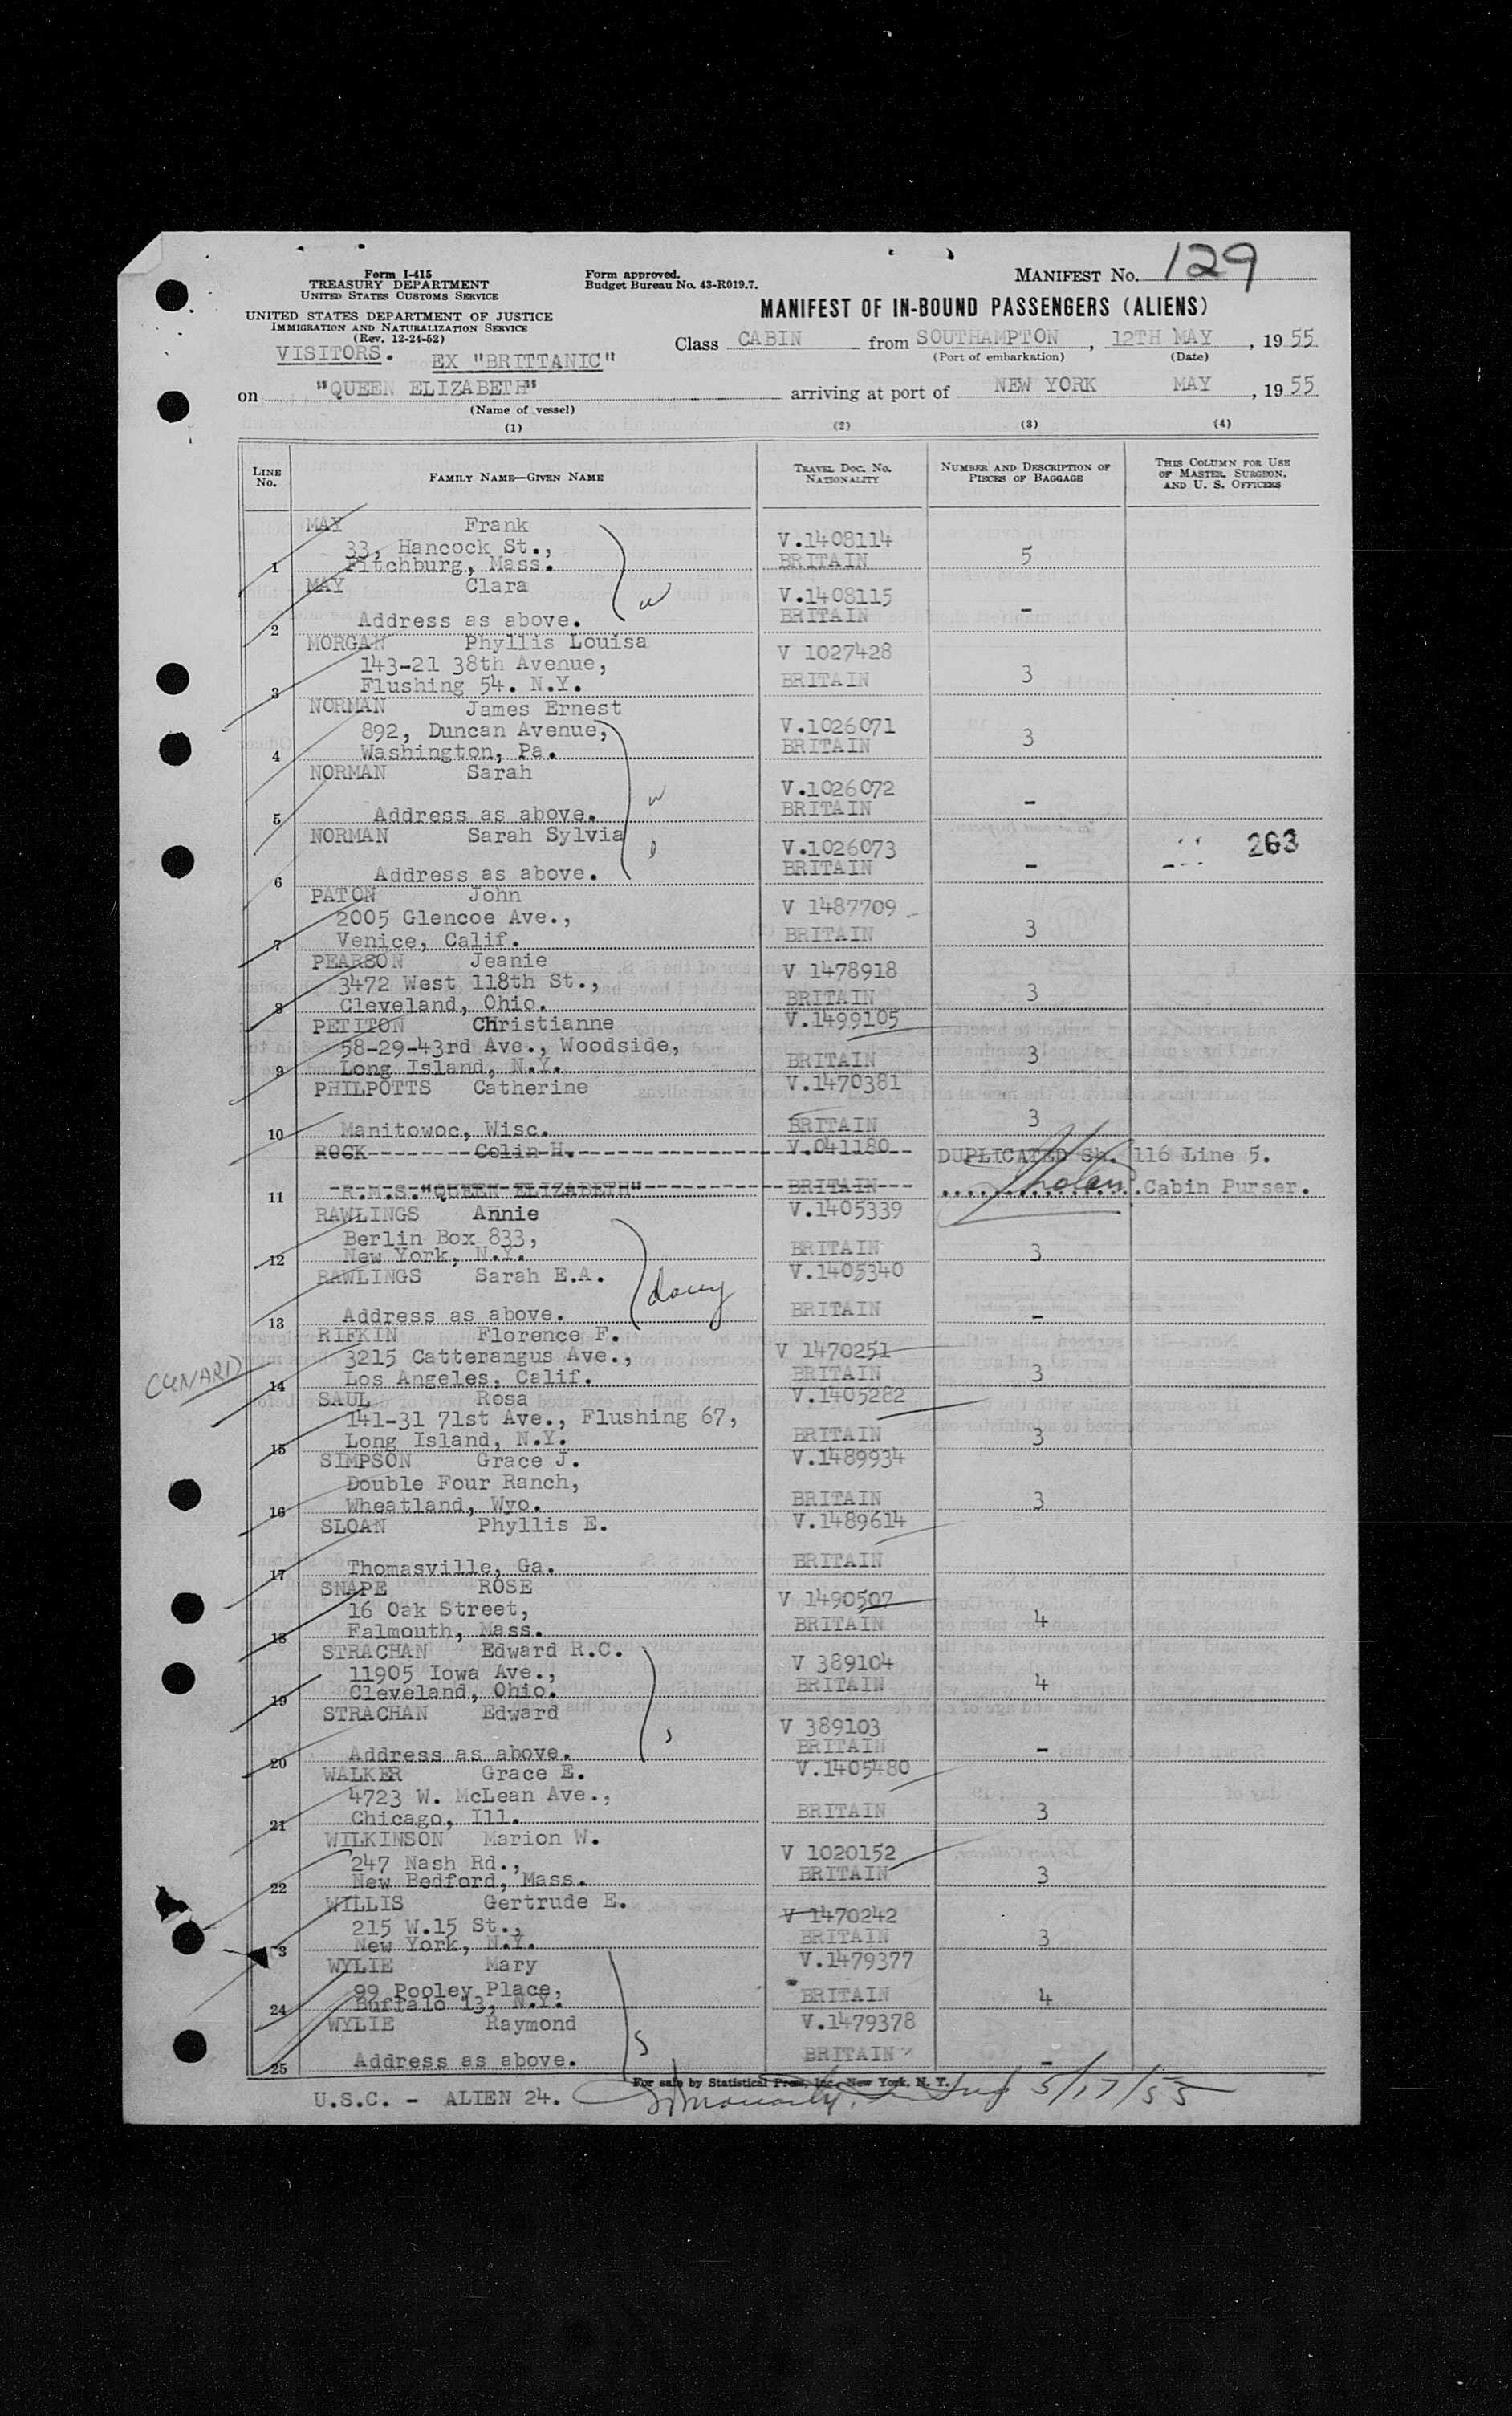 Form I-415
TREASURY DEPARTMENT
UNITED STATES CUSTOMS SERVICE
UNITED STATES DEPARTMENT OF JUSTICE
IMMIGRATION AND NATURALIZATION SERVICE
(Rev. 12-24-52)
Form approved.
Budget Bureau No. 43-R019.7.
MANIFEST NO. 129
MANIFEST OF IN-BOUND PASSENGERS (ALIENS)
VISITORS. EX "BRITTANIC"
Class CABIN from SOUTHAMPTON, 12TH MAY, 1955
(Port of embarkation) (Date)
on "QUEEN ELIZABETH" arriving at port of NEW YORK MAY, 1955
(Name of vessel)
(1) (2) (3) (4)
LINE No. FAMILY NAME—GIVEN NAME TRAVEL DOC. NO. NATIONALITY NUMBER AND DESCRIPTION OF PIECES OF BAGGAGE THIS COLUMN FOR USE OF MASTER, SURGEON, AND U. S. OFFICERS
MAY Frank
33, Hancock St., V.1408114
1 Fitchburg, Mass. BRITAIN 5
MAY Clara V.1408115
w
2 Address as above. BRITAIN -
MORGAN Phyllis Louisa V 1027428
143-21 38th Avenue,
3 Flushing 54. N.Y. BRITAIN 3
NORMAN James Ernest
892, Duncan Avenue, V.1026071
4 Washington, Pa. BRITAIN 3
NORMAN Sarah V.1026072
w
5 Address as above. BRITAIN -
NORMAN Sarah Sylvia V.1026073 263
6 Address as above. BRITAIN -
PATON John V 1487709
2005 Glencoe Ave.,
7 Venice, Calif. BRITAIN 3
PEARSON Jeanie V 1478918
3472 West 118th St.,
8 Cleveland, Ohio. BRITAIN 3
PETITON CHristianne V.1499105
58-29-43rd Ave., Woodside,
9 Long Island, N.Y. BRITAIN 3
PHILPOTTS Catherine V.1470381
10 Manitowoc, Wisc. BRITAIN 3
ROCK Colin H. V.041180 DUPLICATED Sh. 116 Line 5.
11 R.M.S."QUEEN ELIZABETH" BRITAIN Cabin Purser.
RAWLINGS Annie V.1405339
Berlin Box 833,
12 New York, N.Y. BRITAIN 3
RAWLINGS Sarah E.A. V.1405340
13 Address as above. BRITAIN -
RIFKIN Florence F. V 1470251
3215 Catterangus Ave.,
CUNARD
14 Los Angeles, Calif. BRITAIN 3
SAUL Rosa V.1405282
141-31 71st Ave., Flushing 67,
15 Long Island, N.Y. BRITAIN 3
SIMPSON Grace J. V.1489934
Double Four Ranch,
16 Wheatland, Wyo. BRITAIN 3
SLOAN Phyllis E. V.1489614
17 Thomasville, Ga. BRITAIN
SNAPE ROSE V 1490507
16 Oak Street,
18 Falmouth, Mass. BRITAIN 4
STRACHAN Edward R.C. V 389104
11905 Iowa Ave.,
19 Cleveland, Ohio. BRITAIN 4
STRACHAN Edward V 389103
20 Address as above. BRITAIN -
WALKER Grace E. V.1405480
4723 W. McLean Ave.,
21 Chicago, Ill. BRITAIN 3
WILKINSON Marion W. V 1020152
247 Nash Rd.,
22 New Bedford, Mass. BRITAIN 3
WILLIS Gertrude E. V 1470242
215 W.15 St.,
3 New York, N.Y. BRITAIN 3
WYLIE Mary V.1479377
99 Pooley Place,
24 Buffalo 13, N.Y. BRITAIN 4
WYLIE Raymond V.1479378
25 Address as above. BRITAIN -
For sale by Statistical Press, Inc., New York, N. Y.
U.S.C. - ALIEN 24. 5/17/55